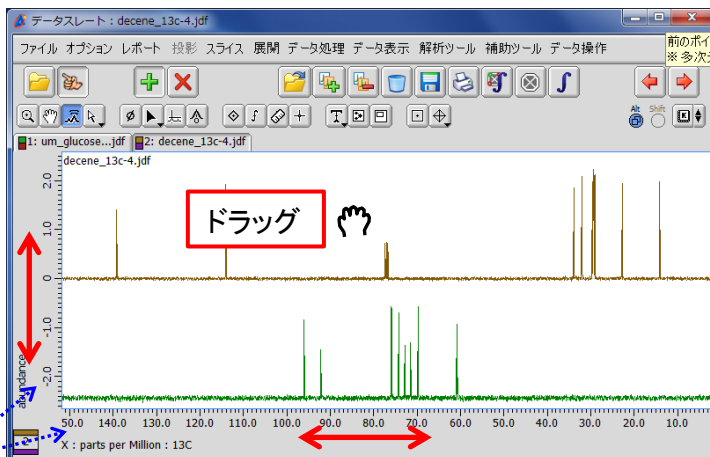 データスレート : decene_13c-4.jdf
ファイル オプション レポート 投影 スライス 展開 データ処理 データ表示 解析ツール 補助ツール データ操作
前のポイ
※ 多次
Alt Shift
1: um_glucose...jdf 2: decene_13c-4.jdf
decene_13c-4.jdf
2.0
ドラッグ
1.0
0
-1.0
-2.0
abundance
50.0 140.0 130.0 120.0 110.0 100.0 90.0 80.0 70.0 60.0 50.0 40.0 30.0 20.0 10.0
2
X : parts per Million : 13C